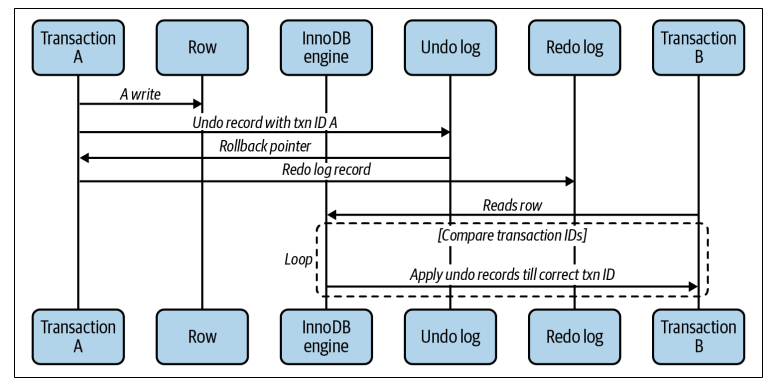 Transaction
A
Row
InnoDB
engine
Undo log
Redo log
Transaction
B
A write
Undo record with txn ID A
Rollback pointer
Redo log record
Reads row
[Compare transaction IDs]
Loop
Apply undo records till correct txn ID
Transaction
A
Row
InnoDB
engine
Undo log
Redo log
Transaction
B